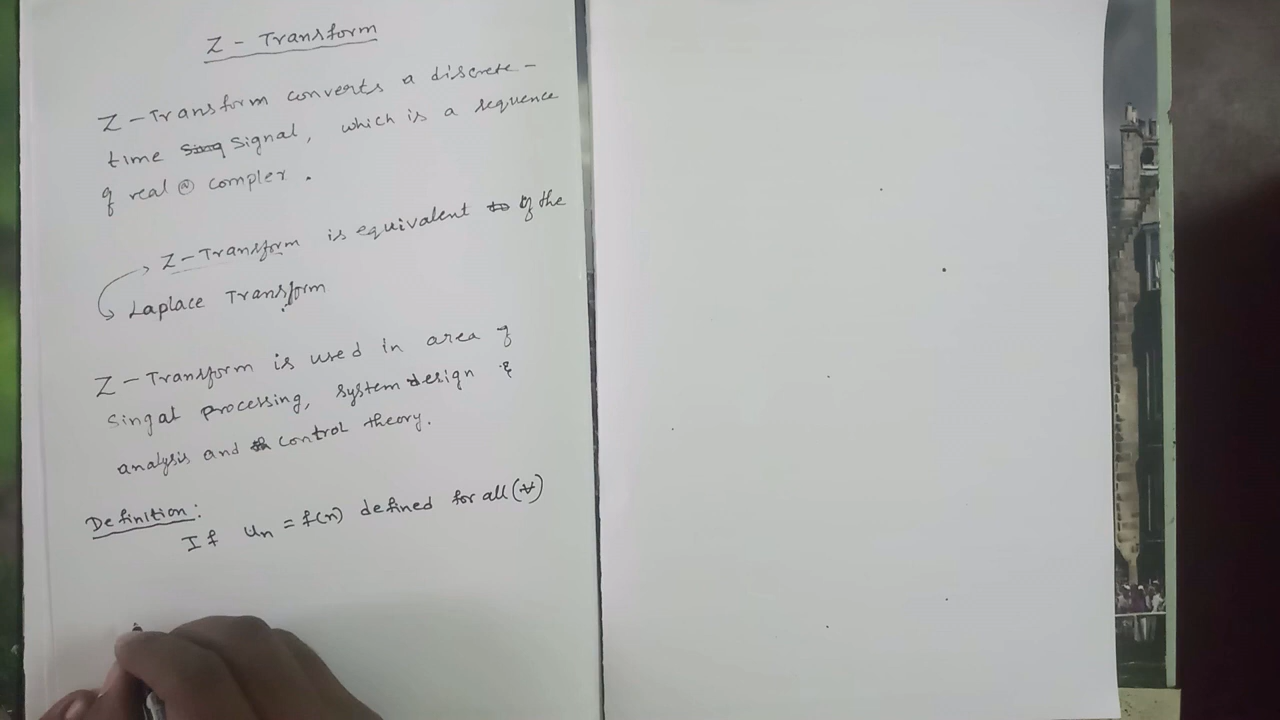 Z - Transform
Z - Transform converts a discrete -
time Signal, which is a sequence
of real or complex .
Z - Transform is equivalent of the
Laplace Transform
Z - Transform is used in area of
Singal processing, system design &
analysis and control theory.
Definition:
If un = f(n) defined for all (∀)